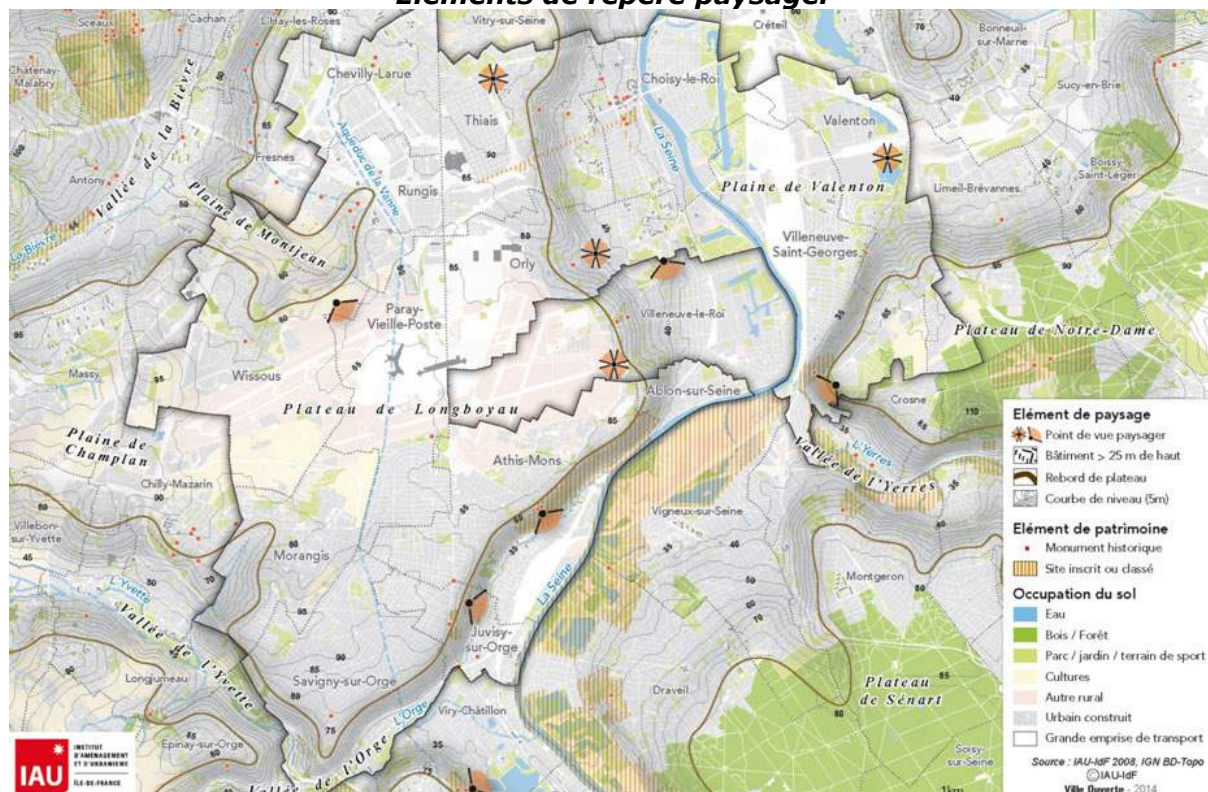 Eléments de repère paysager
Sceaux
Cachan
L'Haÿ-les-Roses
Vitry-sur-Seine
Créteil
Bonneuil-
sur-Marne
Châtenay-
Malabry
Chevilly-Larue
Choisy-le-Roi
Sucy-en-Brie
Thiais
Valenton
Vallée de la Bièvre
Fresnes
Aqueduc de la Vanne
La Seine
Antony
Rungis
Boissy-
Saint-Léger
Limeil-Brévannes
Plaine de Valenton
Plaine de Montjean
La Bièvre
Villeneuve-
Saint-Georges
Orly
Paray-
Vieille-Poste
Villeneuve-le-Roi
Plateau de Notre-Dame
Massy
Wissous
Ablon-sur-Seine
Crosne
Plateau de Longboyau
Plaine de
Champlan
Athis-Mons
L'Yerres
Vallée de l'Yerres
Chilly-Mazarin
Vigneux-sur-Seine
Villebon-
sur-Yvette
Morangis
Montgeron
L'Yvette
La Seine
Vallée de l'Yvette
Juvisy-
sur-Orge
Longjumeau
Savigny-sur-Orge
Draveil
Plateau
de Sénart
L'Orge
Viry-Châtillon
Epinay-sur-Orge
Vallée de l'Orge
Soisy-
sur-Seine
1km
Elément de paysage
Point de vue paysager
Bâtiment > 25 m de haut
Rebord de plateau
Courbe de niveau (5m)
Elément de patrimoine
Monument historique
Site inscrit ou classé
Occupation du sol
Eau
Bois / Forêt
Parc / jardin / terrain de sport
Cultures
Autre rural
Urbain construit
Grande emprise de transport
Source : IAU-IdF 2008, IGN BD-Topo
©IAU-IdF
Ville Ouverte - 2014
IAU
INSTITUT
D'AMÉNAGEMENT
ET D'URBANISME
ÎLE-DE-FRANCE